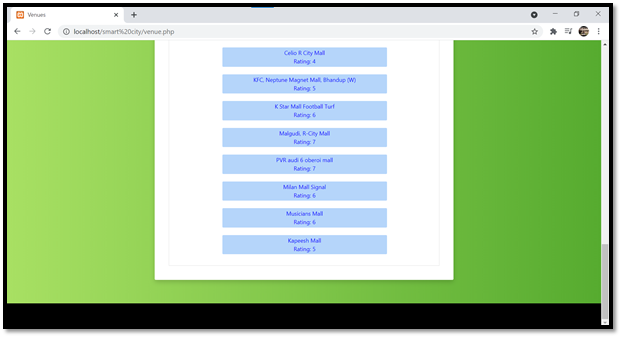 Venues
localhost/smart%20city/venue.php
Celio R City Mall
Rating: 4
KFC, Neptune Magnet Mall, Bhandup (W)
Rating: 5
K Star Mall Football Turf
Rating: 6
Malgudi, R-City Mall
Rating: 7
PVR audi 6 oberoi mall
Rating: 7
Milan Mall Signal
Rating: 6
Musicians Mall
Rating: 6
Kapeesh Mall
Rating: 5